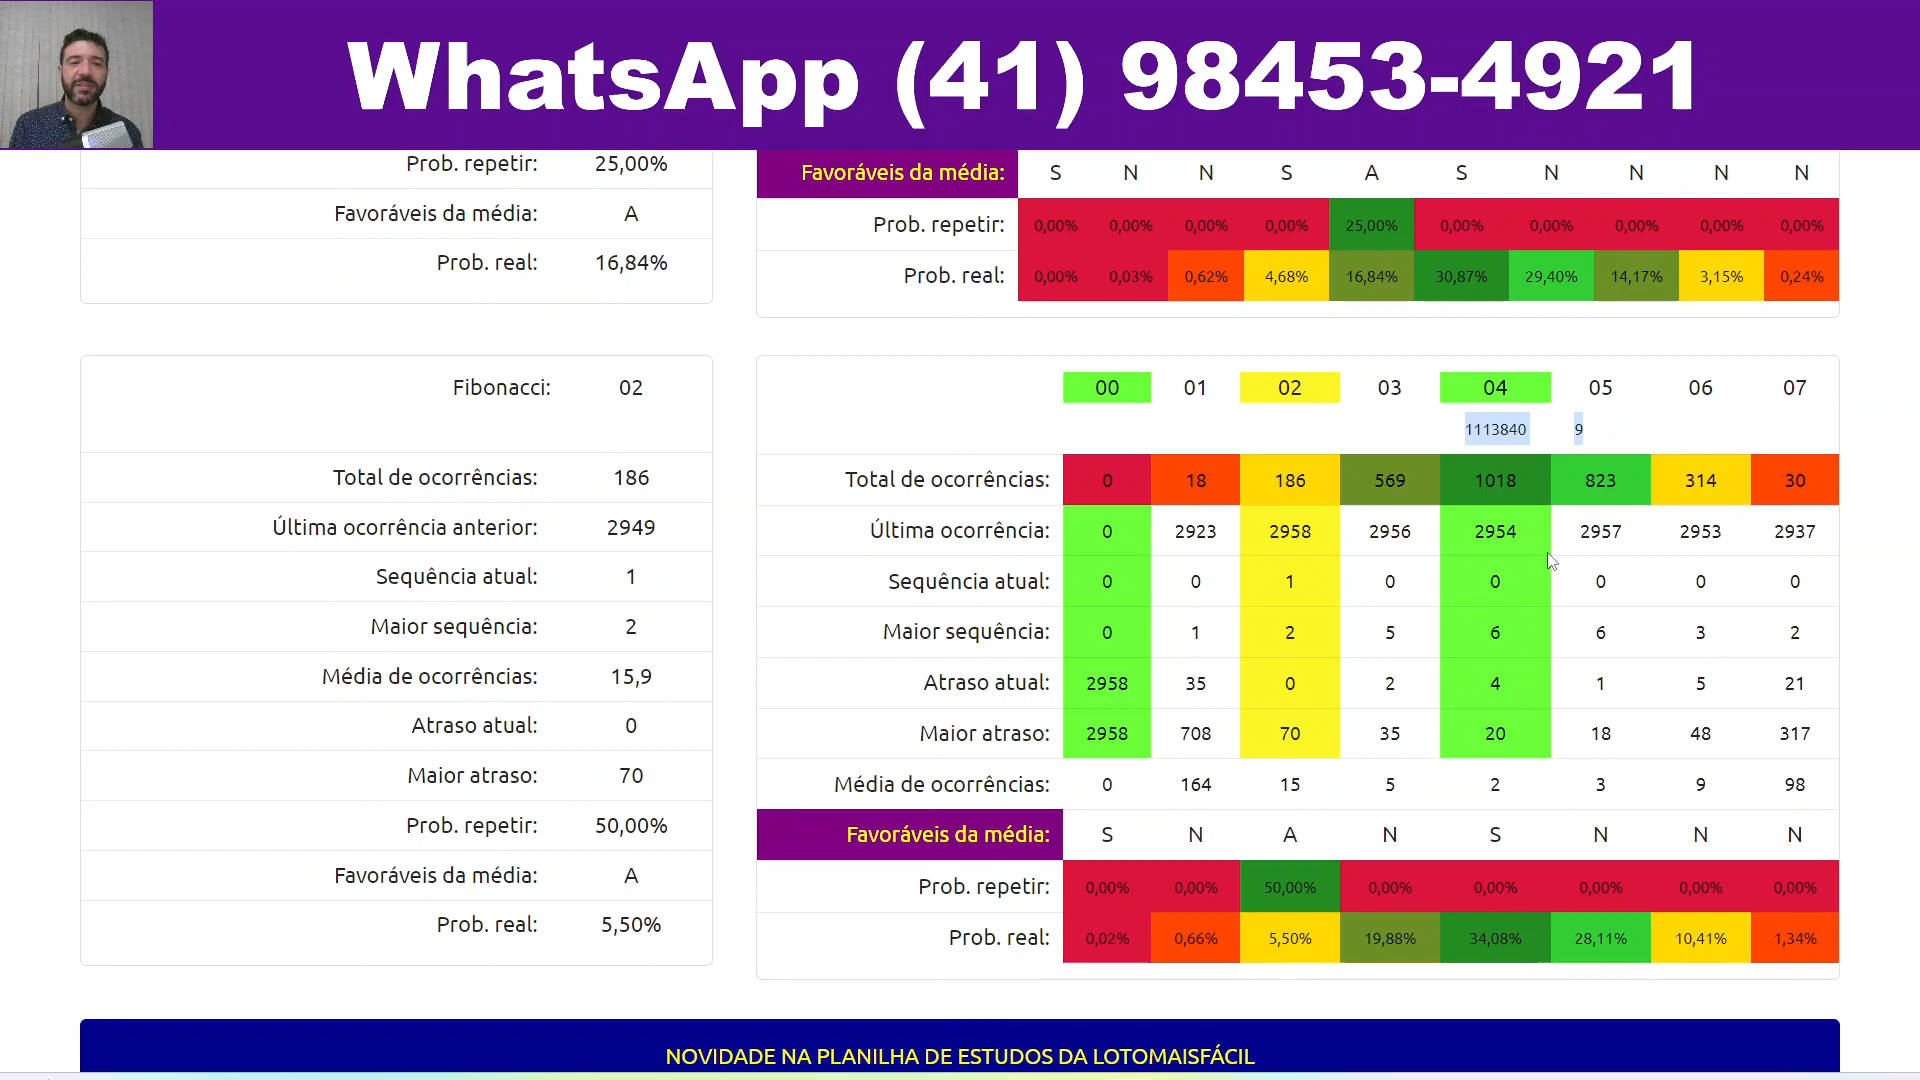 WhatsApp (41) 98453-4921
Prob. repetir: 25,00%
Favoráveis da média: A
Prob. real: 16,84%
Favoráveis da média: S N N S A S N N N N
Prob. repetir: 0,00% 0,00% 0,00% 0,00% 25,00% 0,00% 0,00% 0,00% 0,00% 0,00%
Prob. real: 0,00% 0,03% 0,62% 4,68% 16,84% 30,87% 29,40% 14,17% 3,15% 0,24%
Fibonacci: 02
Total de ocorrências: 186
Última ocorrência anterior: 2949
Sequência atual: 1
Maior sequência: 2
Média de ocorrências: 15,9
Atraso atual: 0
Maior atraso: 70
Prob. repetir: 50,00%
Favoráveis da média: A
Prob. real: 5,50%
00 01 02 03 04 05 06 07
1113840 9
Total de ocorrências: 0 18 186 569 1018 823 314 30
Última ocorrência: 0 2923 2958 2956 2954 2957 2953 2937
Sequência atual: 0 0 1 0 0 0 0 0
Maior sequência: 0 1 2 5 6 6 3 2
Atraso atual: 2958 35 0 2 4 1 5 21
Maior atraso: 2958 708 70 35 20 18 48 317
Média de ocorrências: 0 164 15 5 2 3 9 98
Favoráveis da média: S N A N S N N N
Prob. repetir: 0,00% 0,00% 50,00% 0,00% 0,00% 0,00% 0,00% 0,00%
Prob. real: 0,02% 0,66% 5,50% 19,88% 34,08% 28,11% 10,41% 1,34%
NOVIDADE NA PLANILHA DE ESTUDOS DA LOTOMAISFÁCIL